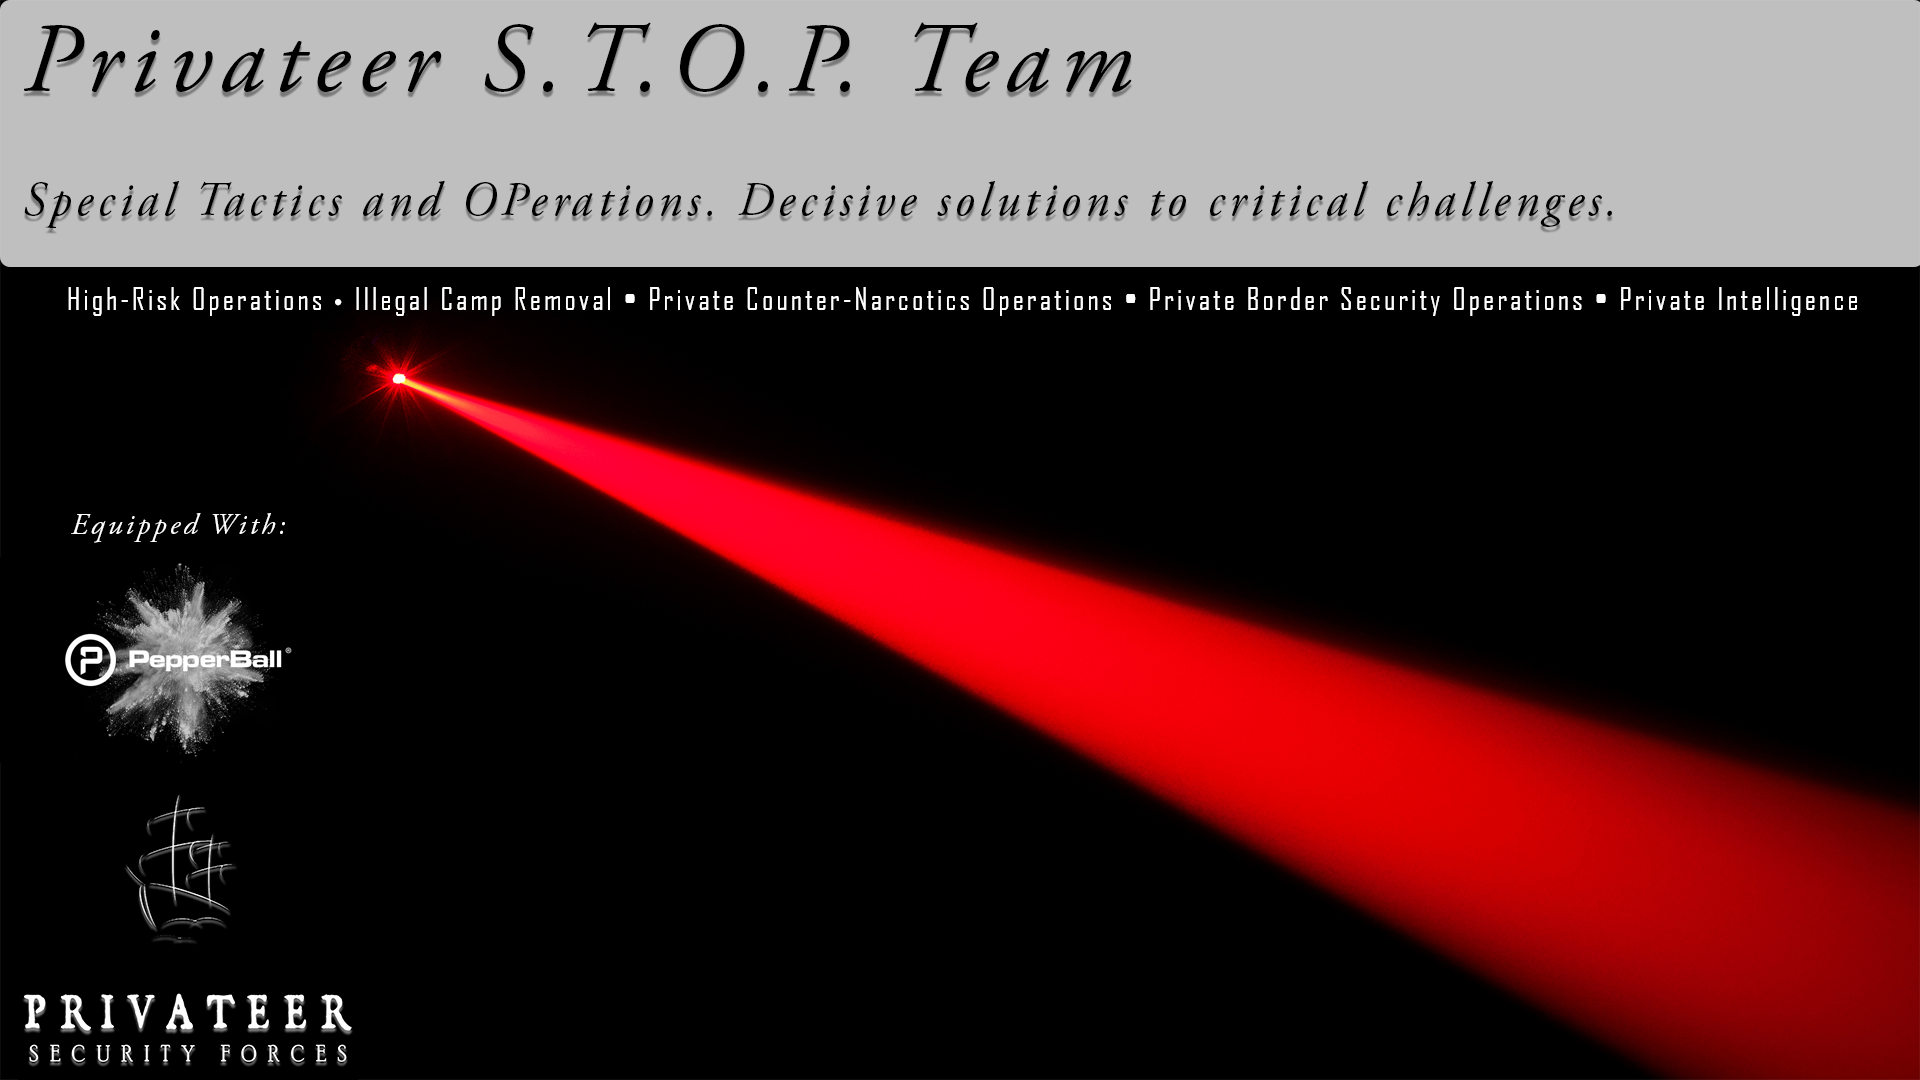 Privateer S.T.O.P. Team
Special Tactics and OPerations. Decisive solutions to critical challenges.
High-Risk Operations • Illegal Camp Removal • Private Counter-Narcotics Operations • Private Border Security Operations • Private Intelligence
Equipped With:
P PepperBall®
PRIVATEER
SECURITY FORCES